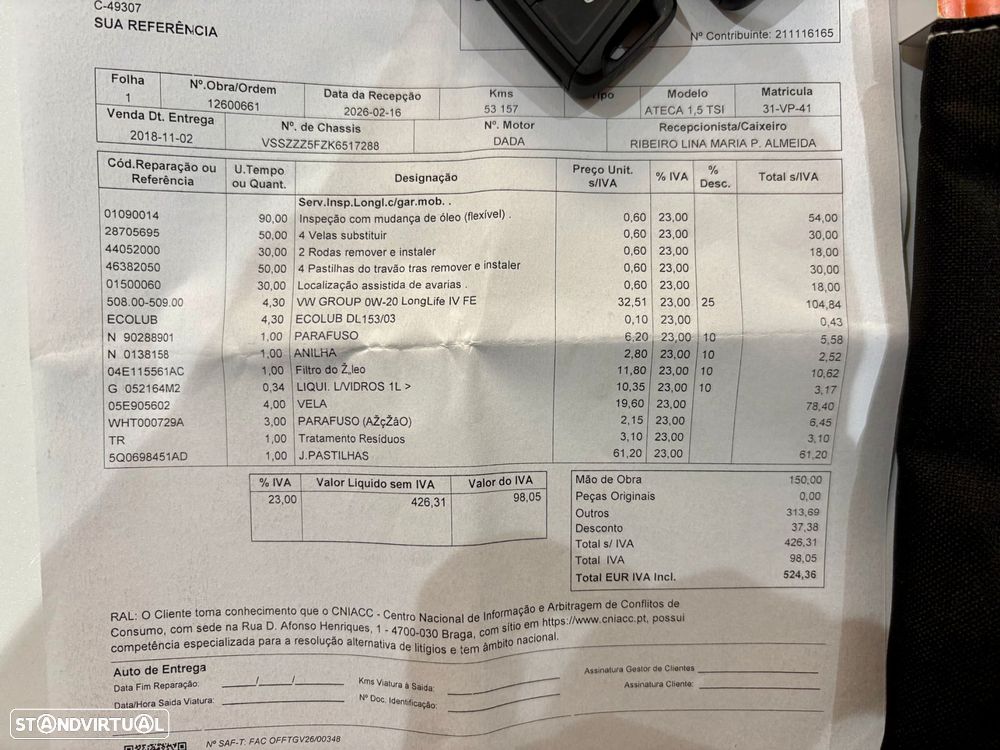 C-49307
SUA REFERÊNCIA
Nº Contribuinte: 211116165
Folha Nº.Obra/Ordem Data da Recepção Kms Tipo Modelo Matricula
1 12600661 2026-02-16 53 157 ATECA 1,5 TSI 31-VP-41
Venda Dt. Entrega Nº. de Chassis Nº. Motor Recepcionista/Caixeiro
2018-11-02 VSSZZZ5FZK6517288 DADA RIBEIRO LINA MARIA P. ALMEIDA
Cód.Reparação ou Referência U.Tempo ou Quant. Designação Preço Unit. s/IVA % IVA % Desc. Total s/IVA
Serv.Insp.Longl.c/gar.mob. .
01090014 90,00 Inspeção com mudança de óleo (flexível) . 0,60 23,00 54,00
28705695 50,00 4 Velas substituir 0,60 23,00 30,00
44052000 30,00 2 Rodas remover e instaler 0,60 23,00 18,00
46382050 50,00 4 Pastilhas do travão tras remover e instaler 0,60 23,00 30,00
01500060 30,00 Localização assistida de avarias . 0,60 23,00 18,00
508.00-509.00 4,30 VW GROUP 0W-20 LongLife IV FE 32,51 23,00 25 104,84
ECOLUB 4,30 ECOLUB DL153/03 0,10 23,00 0,43
N 90288901 1,00 PARAFUSO 6,20 23,00 10 5,58
N 0138158 1,00 ANILHA 2,80 23,00 10 2,52
04E115561AC 1,00 Filtro do Ž,leo 11,80 23,00 10 10,62
G 052164M2 0,34 LIQUI. L/VIDROS 1L > 10,35 23,00 10 3,17
05E905602 4,00 VELA 19,60 23,00 78,40
WHT000729A 3,00 PARAFUSO (AŽçŽâO) 2,15 23,00 6,45
TR 1,00 Tratamento Resíduos 3,10 23,00 3,10
5Q0698451AD 1,00 J.PASTILHAS 61,20 23,00 61,20
% IVA Valor Liquido sem IVA Valor do IVA
23,00 426,31 98,05
Mão de Obra 150,00
Peças Originais 0,00
Outros 313,69
Desconto 37,38
Total s/ IVA 426,31
Total IVA 98,05
Total EUR IVA Incl. 524,36
RAL: O Cliente toma conhecimento que o CNIACC - Centro Nacional de Informação e Arbitragem de Conflitos de
Consumo, com sede na Rua D. Afonso Henriques, 1 - 4700-030 Braga, com sítio em https://www.cniacc.pt, possui
competência especializada para a resolução alternativa de litígios e tem âmbito nacional.
Auto de Entrega
Data Fim Reparação: ____/____/____ Kms Viatura à Saida: Assinatura Gestor de Clientes
Data/Hora Saida Viatura: Nº Doc. Identificação: Assinatura Cliente:
STANDVIRTUAL
Nº SAF-T: FAC OFFTGV26/00348